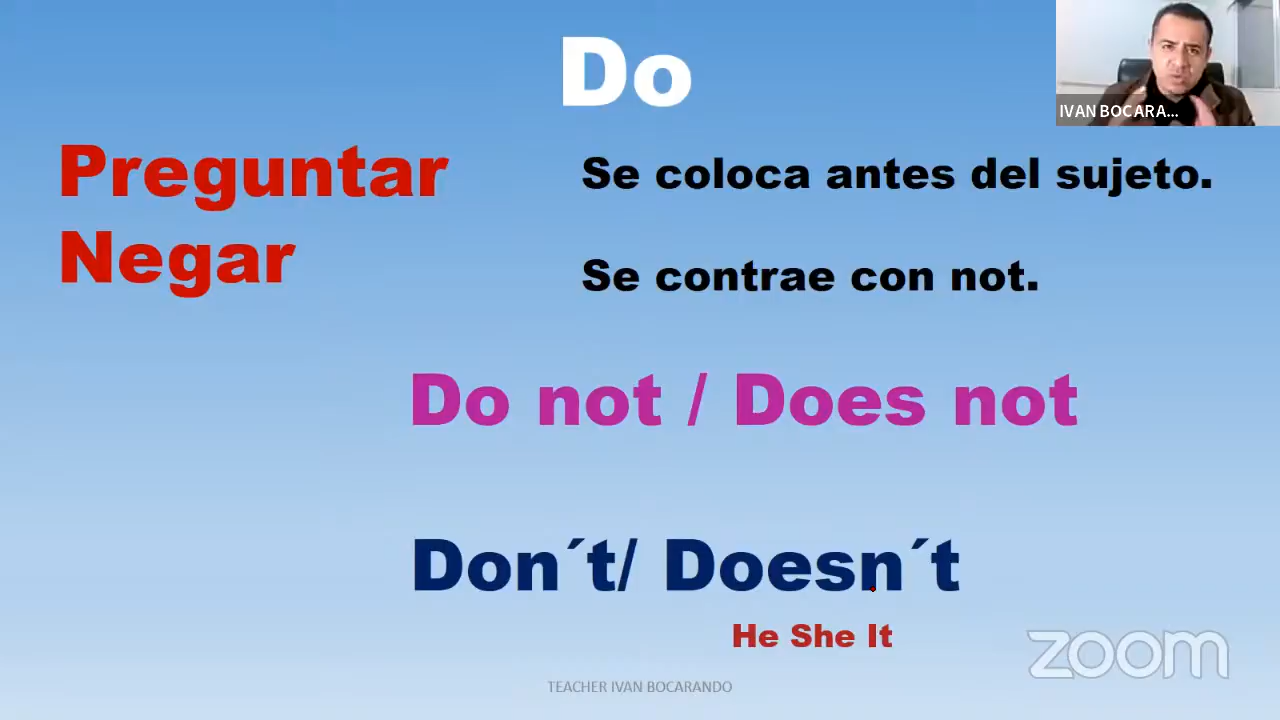 Do
IVAN BOCARA...
Preguntar
Se coloca antes del sujeto.
Negar
Se contrae con not.
Do not / Does not
Don´t/ Doesn´t
He She It
zoom
TEACHER IVAN BOCARANDO